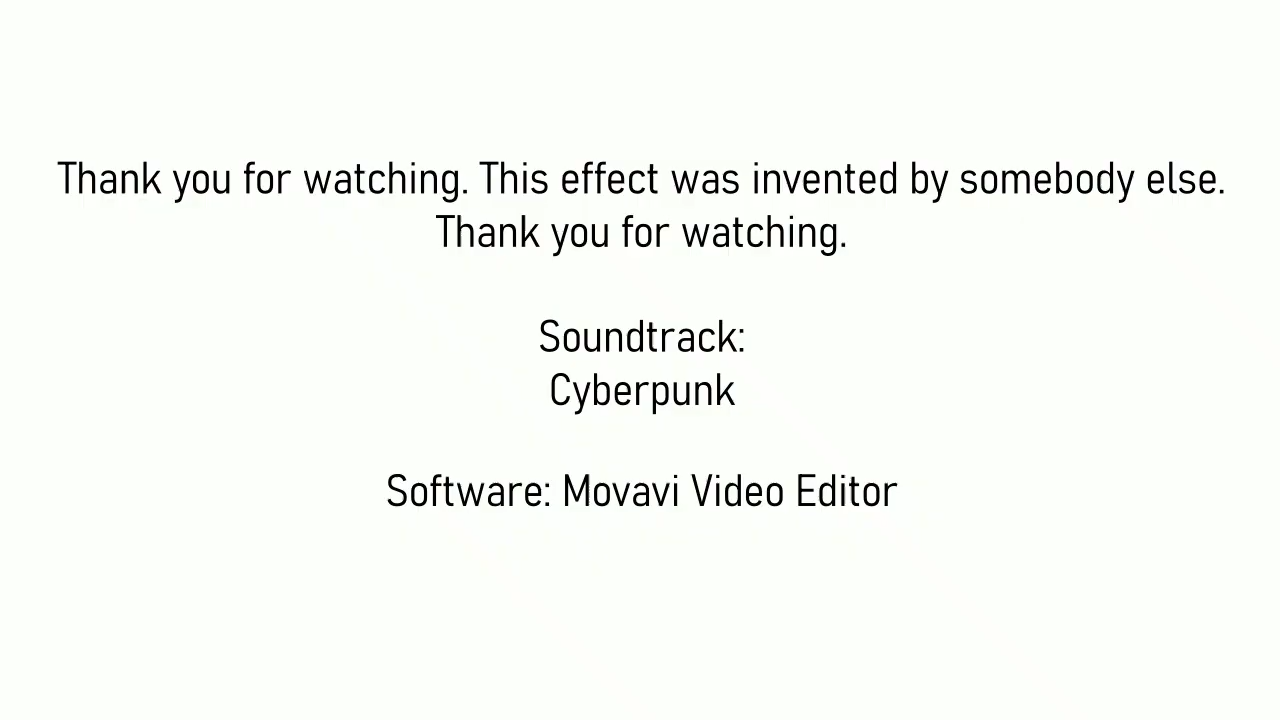 Thank you for watching. This effect was invented by somebody else.
Thank you for watching.
Soundtrack:
Cyberpunk
Software: Movavi Video Editor